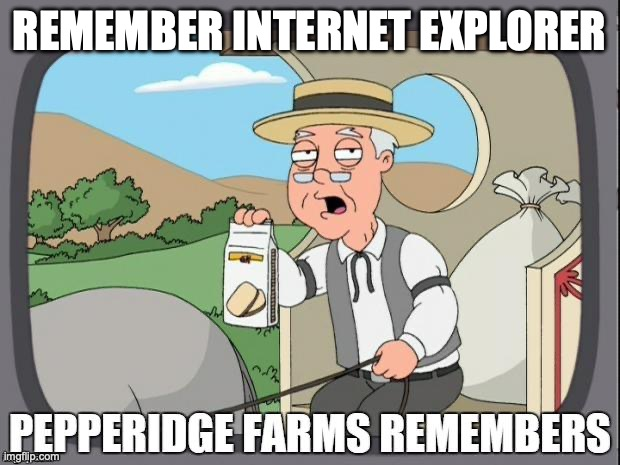 REMEMBER INTERNET EXPLORER
PEPPERIDGE FARMS REMEMBERS
imgflip.com